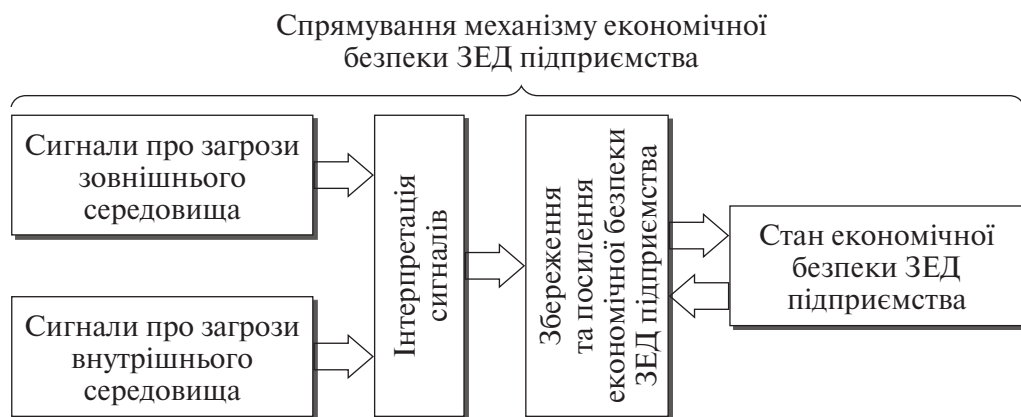 Спрямування механізму економічної
безпеки ЗЕД підприємства
Сигнали про загрози
зовнішнього
середовища
Сигнали про загрози
внутрішнього
середовища
Інтерпретація
сигналів
Збереження
та посилення
економічної безпеки
ЗЕД підприємства
Стан економічної
безпеки ЗЕД
підприємства